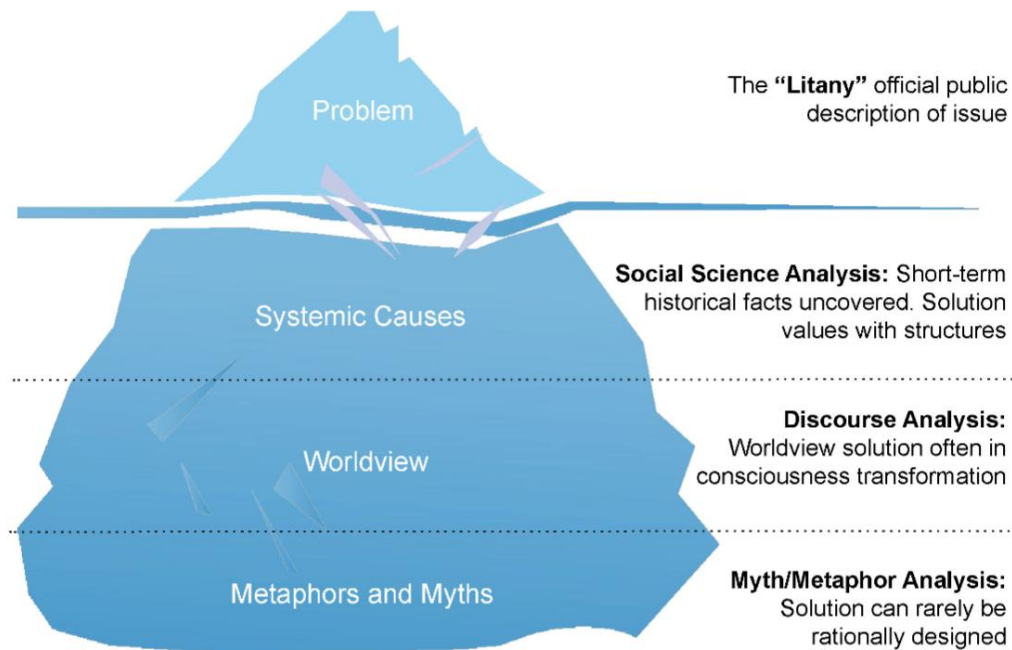 Problem
The “Litany” official public
description of issue
Systemic Causes
Social Science Analysis: Short-term
historical facts uncovered. Solution
values with structures
Worldview
Discourse Analysis:
Worldview solution often in
consciousness transformation
Metaphors and Myths
Myth/Metaphor Analysis:
Solution can rarely be
rationally designed